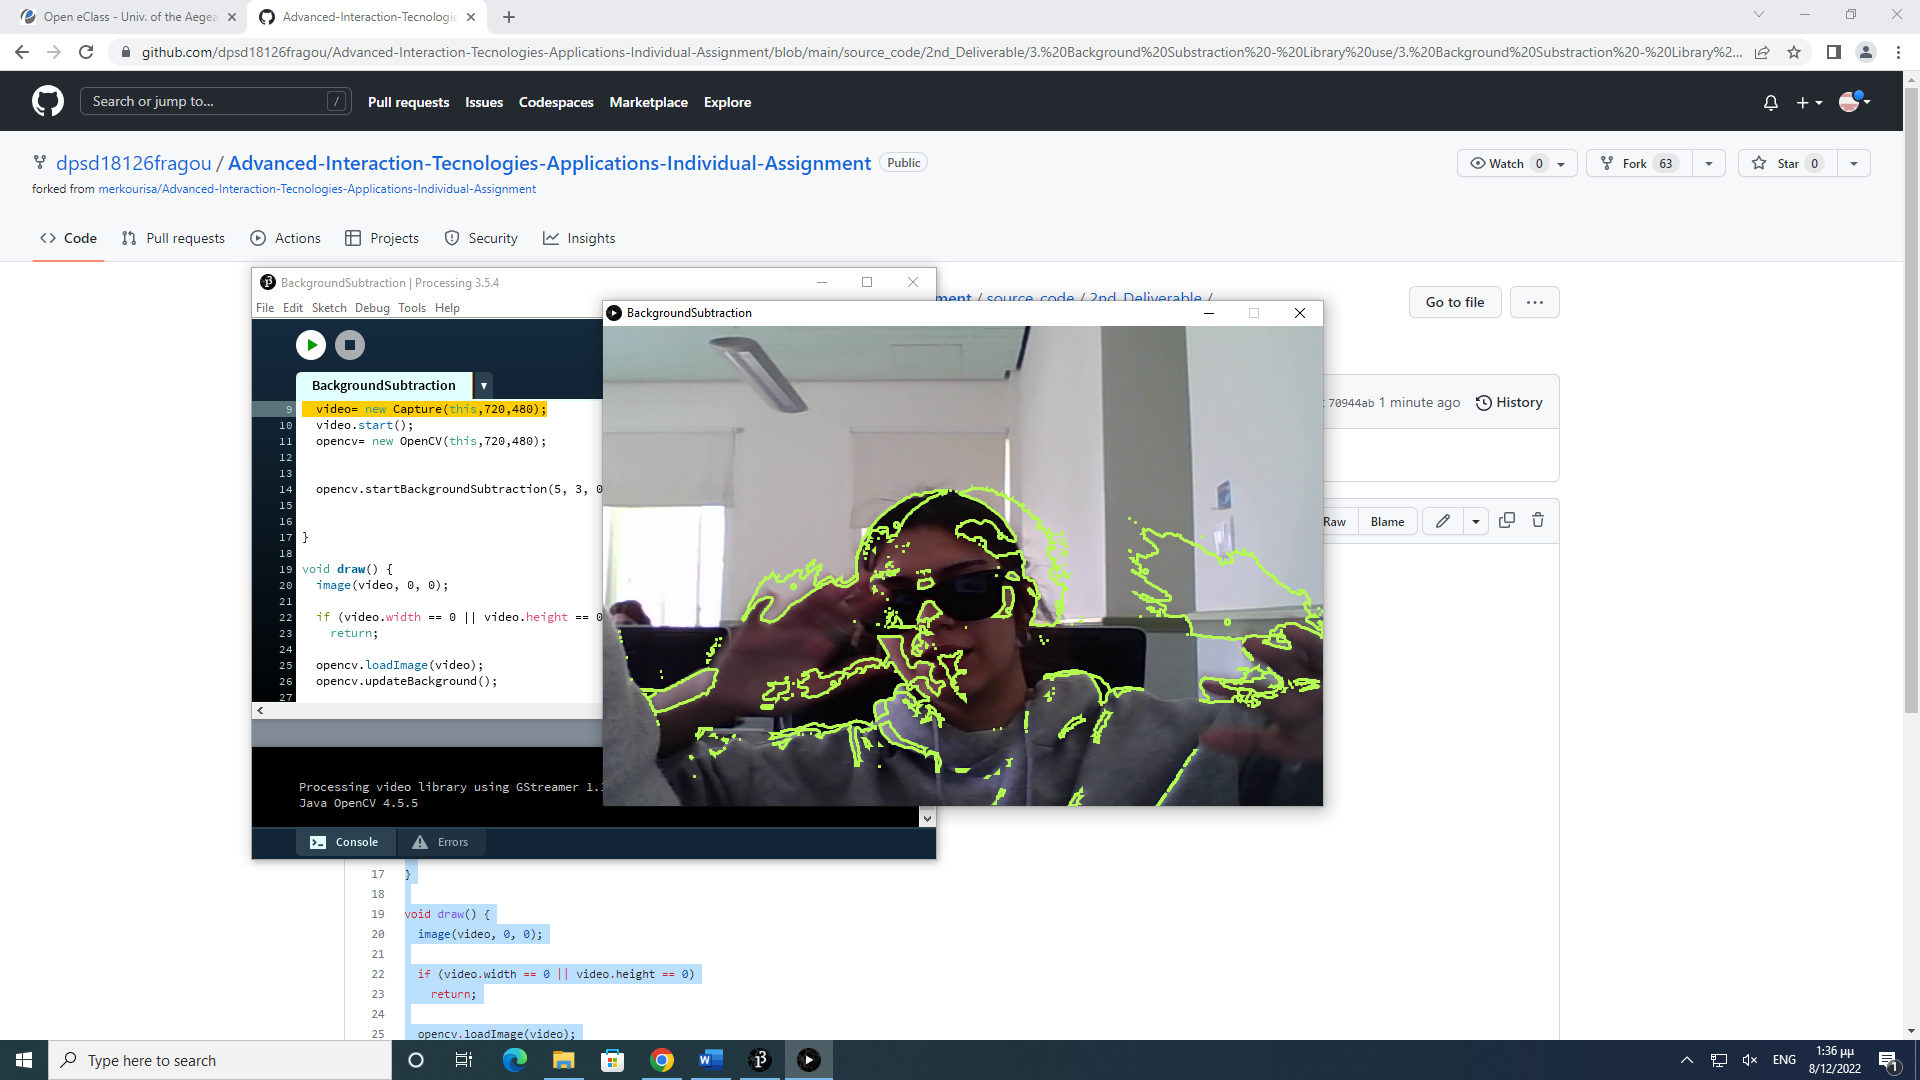 Open eClass - Univ. of the Aegea
Advanced-Interaction-Tecnologie
github.com/dpsd18126fragou/Advanced-Interaction-Tecnologies-Applications-Individual-Assignment/blob/main/source_code/2nd_Deliverable/3.%20Background%20Substraction%20-%20Library%20use/3.%20Background%20Substraction%20-%20Library%2...
Search or jump to...
/
Pull requests
Issues
Codespaces
Marketplace
Explore
dpsd18126fragou / Advanced-Interaction-Tecnologies-Applications-Individual-Assignment
Public
Watch 0
Fork 63
Star 0
forked from merkourisa/Advanced-Interaction-Tecnologies-Applications-Individual-Assignment
Code
Pull requests
Actions
Projects
Security
Insights
BackgroundSubtraction | Processing 3.5.4
File Edit Sketch Debug Tools Help
ment / source_code / 2nd_Deliverable /
Go to file
...
BackgroundSubtraction
70944ab 1 minute ago
History
Raw
Blame
BackgroundSubtraction
9 video= new Capture(this,720,480);
10 video.start();
11 opencv= new OpenCV(this,720,480);
12
13
14 opencv.startBackgroundSubtraction(5, 3, 0
15
16
17 }
18
19 void draw() {
20 image(video, 0, 0);
21
22 if (video.width == 0 || video.height == 0
23 return;
24
25 opencv.loadImage(video);
26 opencv.updateBackground();
27
Processing video library using GStreamer 1.
Java OpenCV 4.5.5
Console
Errors
17 }
18
19 void draw() {
20 image(video, 0, 0);
21
22 if (video.width == 0 || video.height == 0)
23 return;
24
25 opencv.loadImage(video);
Type here to search
ENG
1:36 μμ
8/12/2022
1